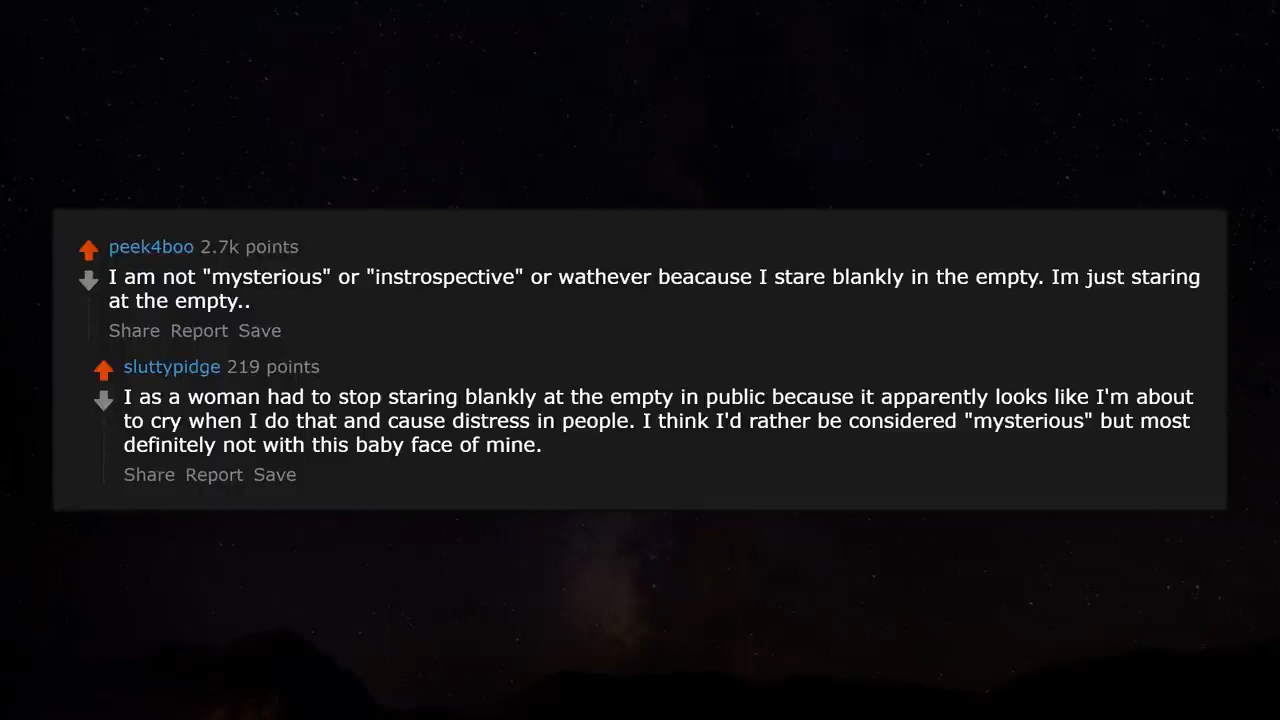 peek4boo 2.7k points
I am not "mysterious" or "instrospective" or wathever beacause I stare blankly in the empty. Im just staring
at the empty..
Share Report Save
sluttypidge 219 points
I as a woman had to stop staring blankly at the empty in public because it apparently looks like I'm about
to cry when I do that and cause distress in people. I think I'd rather be considered "mysterious" but most
definitely not with this baby face of mine.
Share Report Save